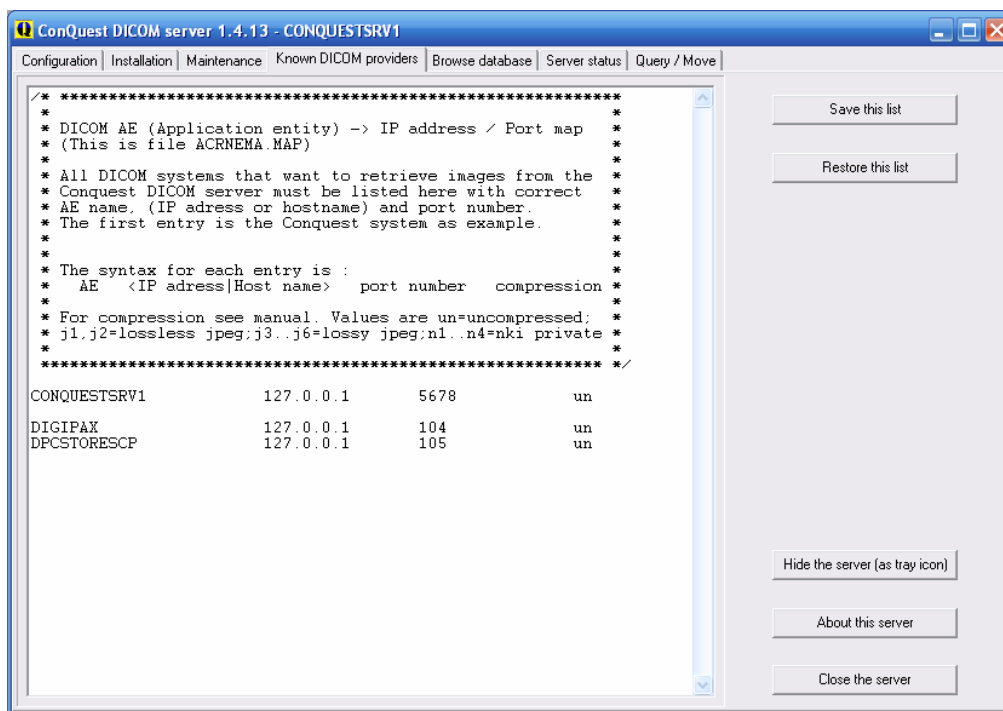 ConQuest DICOM server 1.4.13 - CONQUESTSRV1
Configuration Installation Maintenance Known DICOM providers Browse database Server status Query / Move
/* **********************************************************
* *
* DICOM AE (Application entity) -> IP address / Port map *
* (This is file ACRNEMA.MAP) *
* *
* All DICOM systems that want to retrieve images from the *
* Conquest DICOM server must be listed here with correct *
* AE name, (IP adress or hostname) and port number. *
* The first entry is the Conquest system as example. *
* *
* *
* The syntax for each entry is : *
* AE <IP adress|Host name> port number compression *
* *
* For compression see manual. Values are un=uncompressed; *
* j1,j2=lossless jpeg;j3..j6=lossy jpeg;n1..n4=nki private *
* *
********************************************************** */
CONQUESTSRV1 127.0.0.1 5678 un
DIGIPAX 127.0.0.1 104 un
DPCSTORESCP 127.0.0.1 105 un
Save this list
Restore this list
Hide the server (as tray icon)
About this server
Close the server